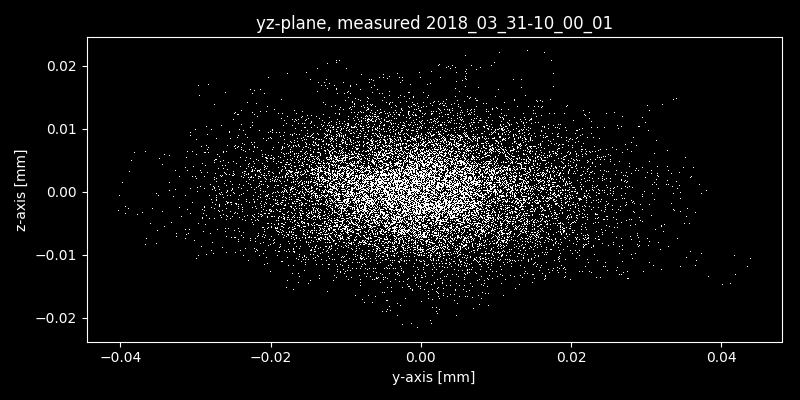 yz-plane, measured 2018_03_31-10_00_01
z-axis [mm]
0.02
0.01
0.00
−0.01
−0.02
−0.04 −0.02 0.00 0.02 0.04
y-axis [mm]